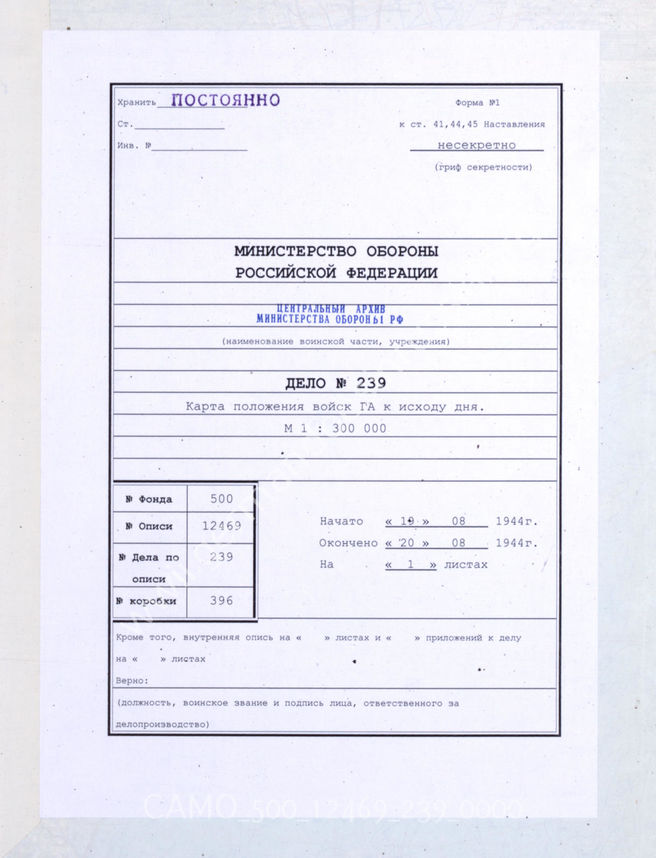 Хранить ПОСТОЯННО
Форма №1
Ст.
к ст. 41,44,45 Наставления
Инв. №
несекретно
(гриф секретности)
МИНИСТЕРСТВО ОБОРОНЫ
РОССИЙСКОЙ ФЕДЕРАЦИИ
ЦЕНТРАЛЬНЫЙ АРХИВ
МИНИСТЕРСТВА ОБОРОНЫ РФ
(наименование воинской части, учреждения)
ДЕЛО № 239
Карта положения войск ГА к исходу дня.
М 1 : 300 000
№ Фонда 500
№ Описи 12469
№ Дела по описи 239
№ коробки 396
Начато « 19 » 08 1944г.
Окончено « 20 » 08 1944г.
На « 1 » листах
Кроме того, внутренняя опись на « » листах и « » приложений к делу
на « » листах
Верно:
(должность, воинское звание и подпись лица, ответственного за
делопроизводство)
CAMO_500_12469_239_0000